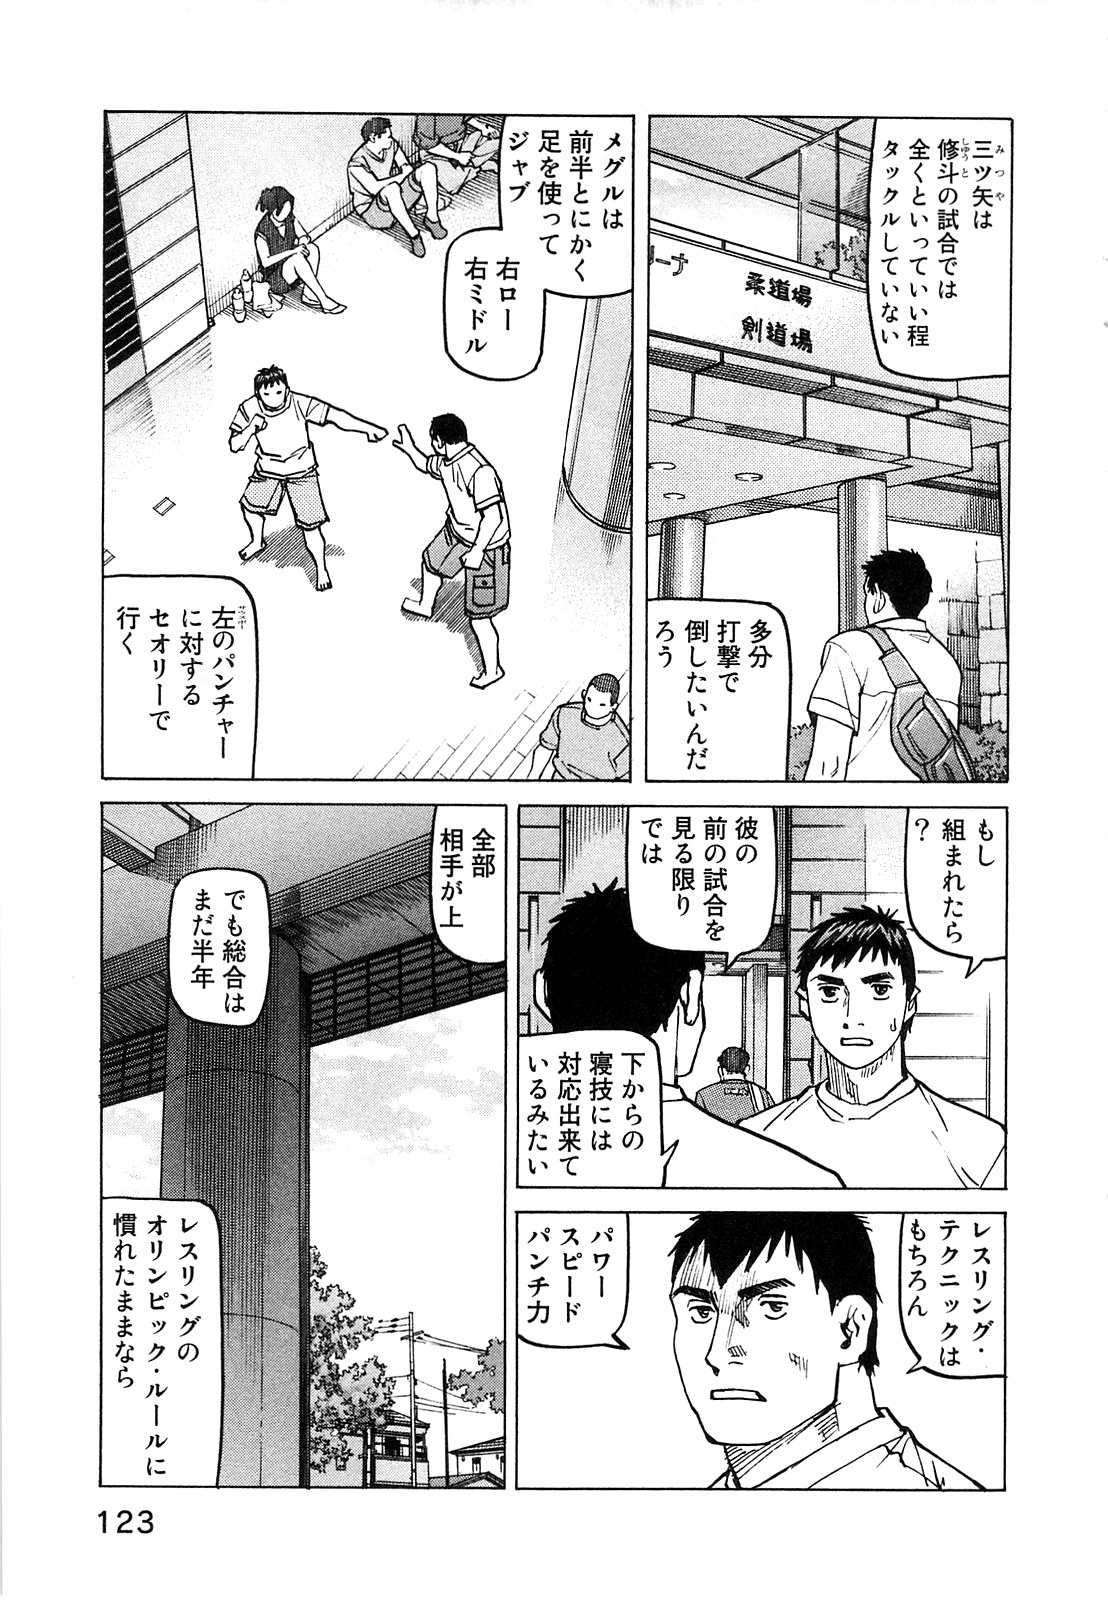 三ツ矢は
修斗の試合では
全くといっていい程
タックルしていない
リーナ
柔道場
剣道場
多分
打撃で
倒したいんだ
ろう
メグルは
前半とにかく
足を使って
ジャブ
右ロー
右ミドル
左のパンチャー
に対する
セオリーで
行く
もし
組まれたら
?
彼の
前の試合を
見る限り
では
下からの
寝技には
対応出来て
いるみたい
レスリング・
テクニックは
もちろん
パワー
スピード
パンチ力
全部
相手が上
でも総合は
まだ半年
レスリングの
オリンピック・ルールに
慣れたままなら
123